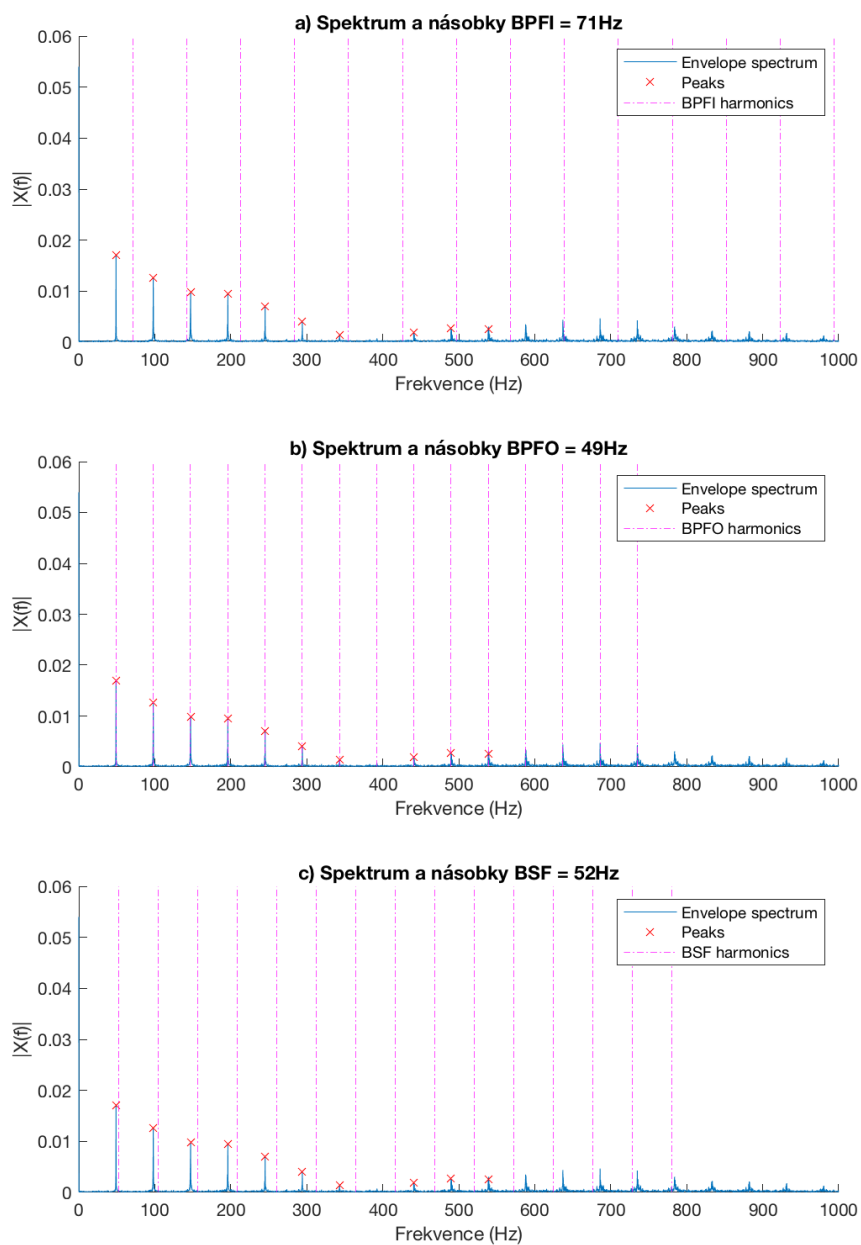 a) Spektrum a násobky BPFI = 71Hz
0.06
0.05
0.04
0.03
0.02
0.01
0
|X(f)|
Envelope spectrum
Peaks
BPFI harmonics
0 100 200 300 400 500 600 700 800 900 1000
Frekvence (Hz)
b) Spektrum a násobky BPFO = 49Hz
0.06
0.05
0.04
0.03
0.02
0.01
0
|X(f)|
Envelope spectrum
Peaks
BPFO harmonics
0 100 200 300 400 500 600 700 800 900 1000
Frekvence (Hz)
c) Spektrum a násobky BSF = 52Hz
0.06
0.05
0.04
0.03
0.02
0.01
0
|X(f)|
Envelope spectrum
Peaks
BSF harmonics
0 100 200 300 400 500 600 700 800 900 1000
Frekvence (Hz)